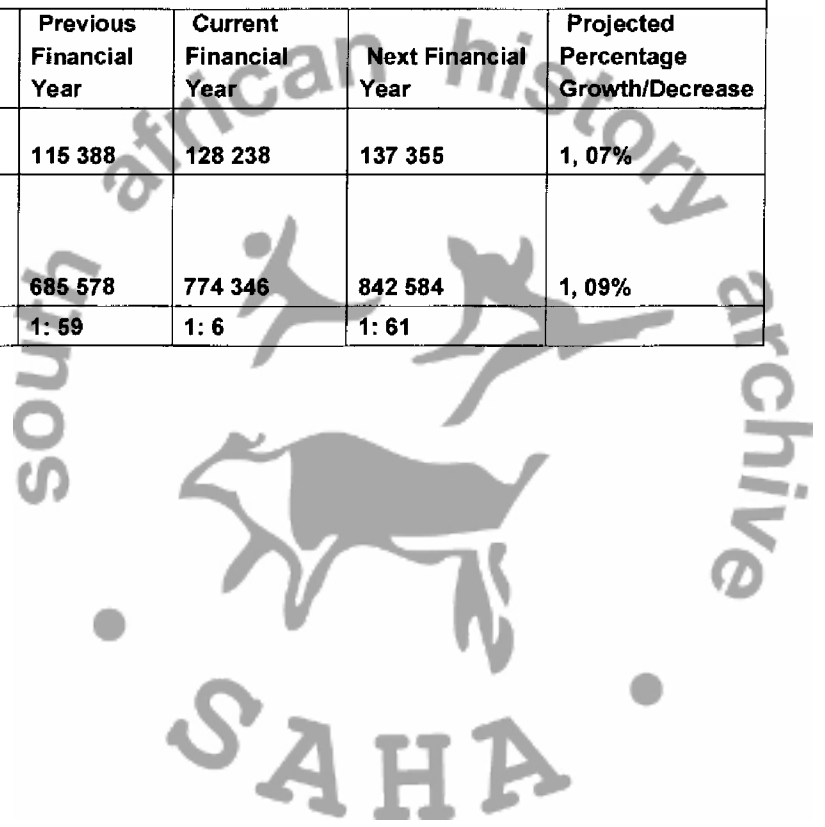 Previous Financial Year	Current Financial Year	Next Financial Year	Projected Percentage Growth/Decrease
115 388	128 238	137 355	1, 07%
685 578	774 346	842 584	1, 09%
1: 59	1: 6	1: 61
south african history archive
SAHA